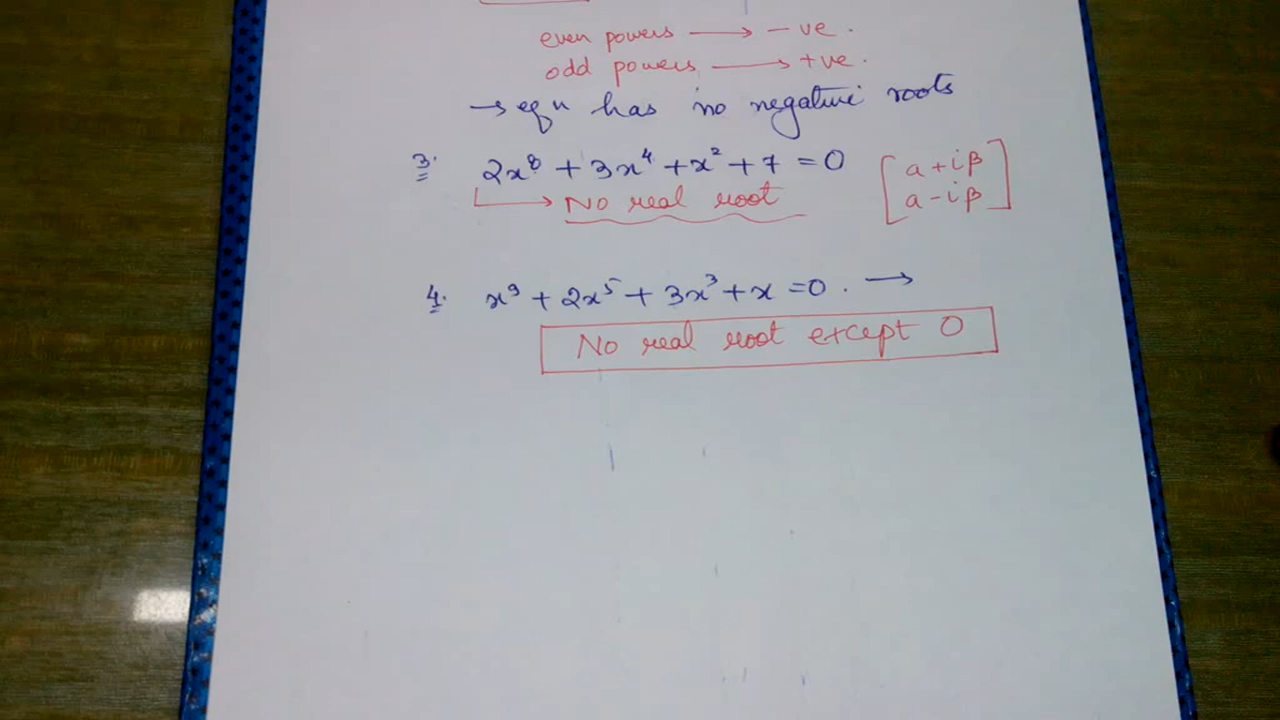 even powers → -ve.
odd powers → +ve.
→ eqn has no negative roots
3. 2x⁸ + 3x⁴ + x² + 7 = 0 [a+iβ
a-iβ]
→ No real root
4. x⁹ + 2x⁵ + 3x³ + x = 0. →
No real root except 0